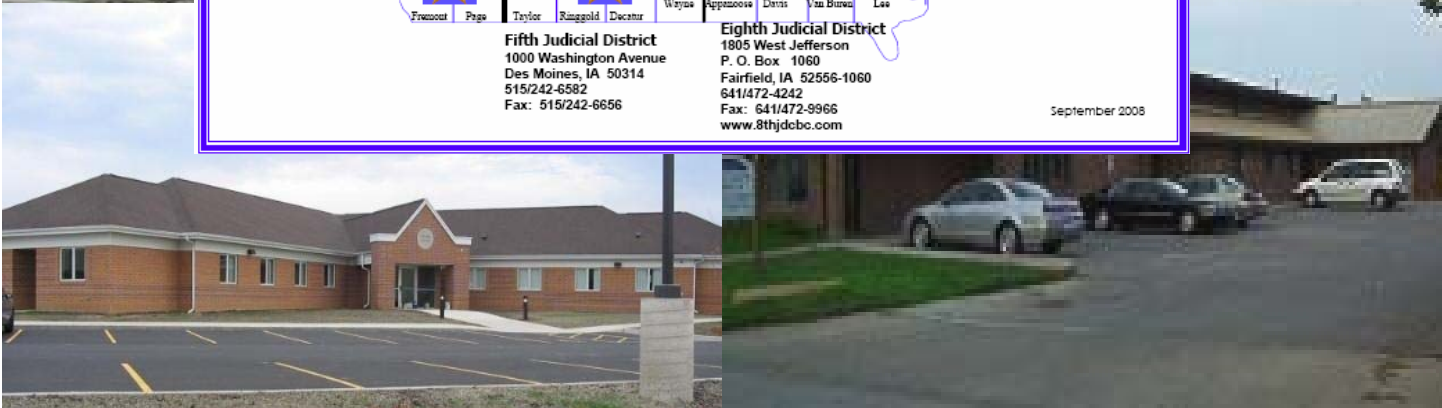 Wayne Appanoose Davis Van Buren Lee
Fremont Page Taylor Ringgold Decatur
Fifth Judicial District
1000 Washington Avenue
Des Moines, IA 50314
515/242-6582
Fax: 515/242-6656
Eighth Judicial District
1805 West Jefferson
P. O. Box 1060
Fairfield, IA 52556-1060
641/472-4242
Fax: 641/472-9966
www.8thjdcbc.com
September 2008